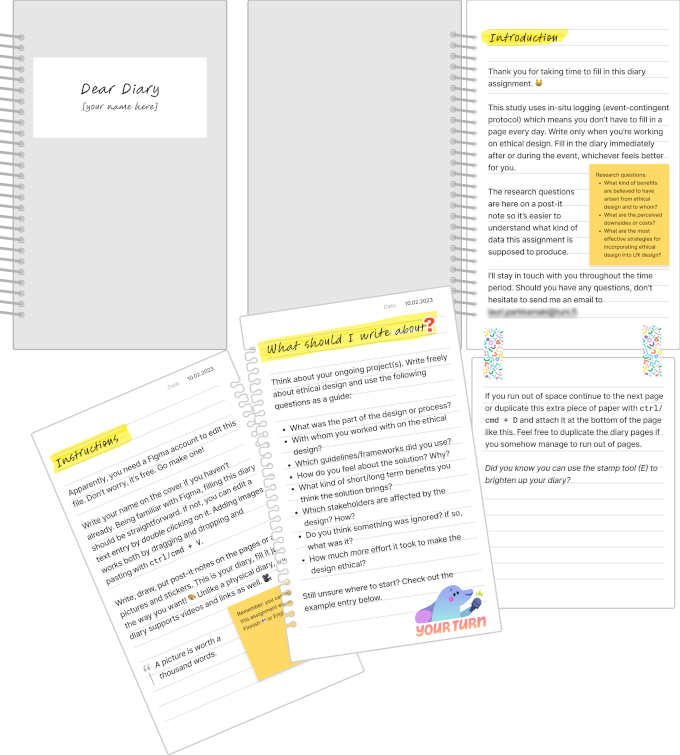 Dear Diary
[your name here]
Introduction
Thank you for taking time to fill in this diary
assignment. 😺
This study uses in-situ logging (event-contingent
protocol) which means you don't have to fill in a
page every day. Write only when you're working
on ethical design. Fill in the diary immediately
after or during the event, whichever feels better
for you.
The research questions
are here on a post-it
note so it's easier to
understand what kind of
data this assignment is
supposed to produce.
Research questions:
• What kind of benefits
are believed to have
arisen from ethical
design and to whom?
• What are the perceived
downsides or costs?
• What are the most
effective strategies for
incorporating ethical
design into UX design?
I'll stay in touch with you throughout the time
period. Should you have any questions, don't
hesitate to send me an email to
If you run out of space continue to the next page
or duplicate this extra piece of paper with ctrl/
cmd + D and attach it at the bottom of the page
like this. Feel free to duplicate the diary pages if
you somehow manage to run out of pages.
Did you know you can use the stamp tool (E) to
brighten up your diary?
Date: 10.02.2023
What should I write about❓
Think about your ongoing project(s). Write freely
about ethical design and use the following
questions as a guide:
• What was the part of the design or process?
• With whom you worked with on the ethical
design?
• Which guidelines/frameworks did you use?
• How do you feel about the solution? Why?
• What kind of short/long term benefits you
think the solution brings?
• Which stakeholders are affected by the
design? How?
• Do you think something was ignored? If so,
what was it?
• How much more effort it took to make the
design ethical?
Still unsure where to start? Check out the
example entry below.
YOUR TURN
Date: 10.02.2023
Instructions
Apparently, you need a Figma account to edit this
file. Don't worry, it's free. Go make one!
Write your name on the cover if you haven't
already. Being familiar with Figma, filling this diary
should be straightforward. If not, you can edit a
text entry by double clicking on it. Adding images
works both by dragging and dropping and
pasting with ctrl/cmd + V.
Write, draw, put post-it notes on the pages or
pictures and stickers. This is your diary, fill it
the way you want! 🎨 Unlike a physical diary,
diary supports videos and links as well. 📽
Remember, you can
this assignment
Finnish 🇫🇮 or
“ A picture is worth a
thousand words.